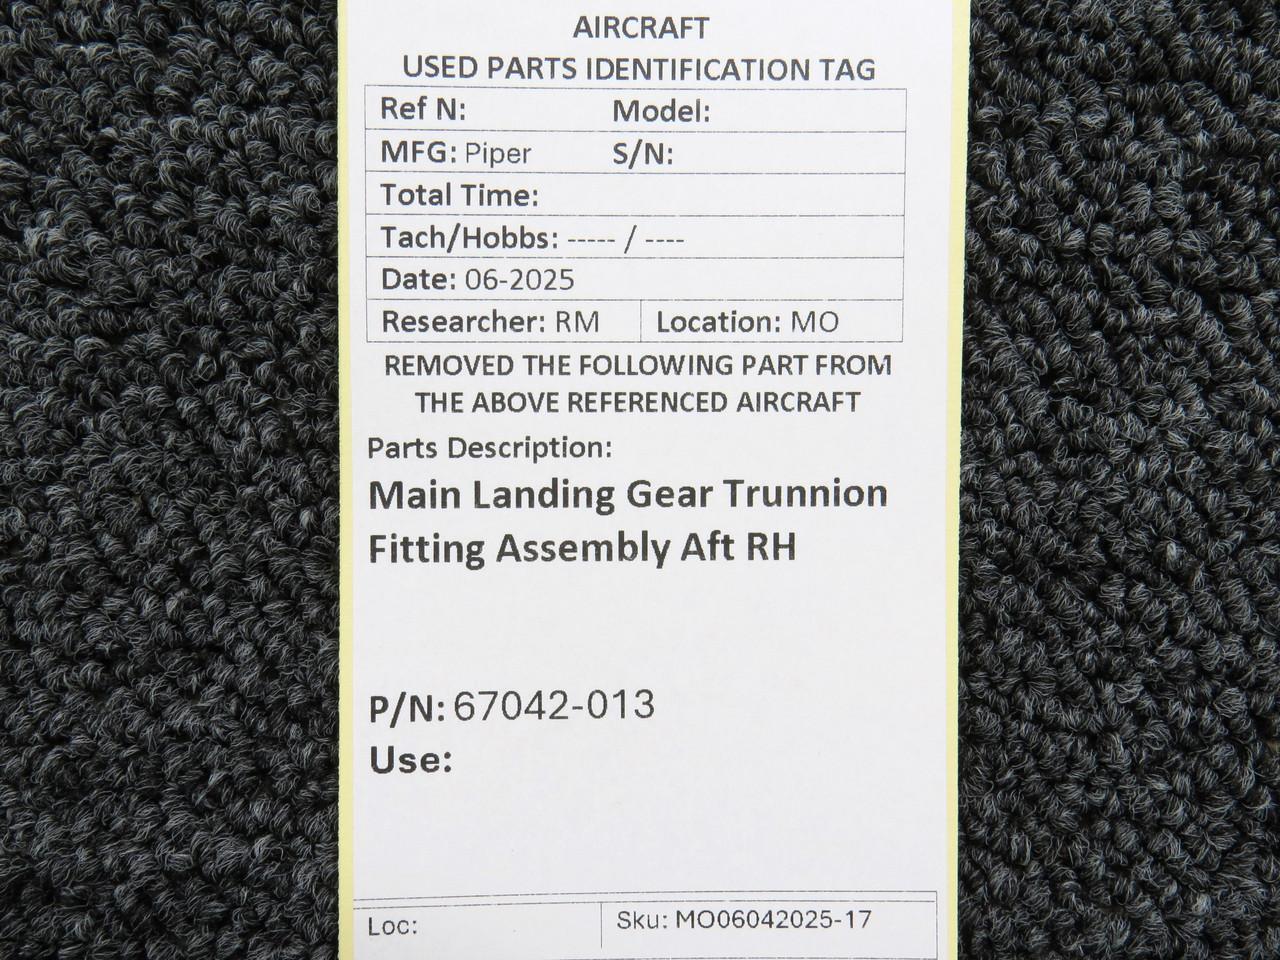 AIRCRAFT
USED PARTS IDENTIFICATION TAG
Ref N: Model:
MFG: Piper S/N:
Total Time:
Tach/Hobbs: ----- / ----
Date: 06-2025
Researcher: RM Location: MO
REMOVED THE FOLLOWING PART FROM
THE ABOVE REFERENCED AIRCRAFT
Parts Description:
Main Landing Gear Trunnion
Fitting Assembly Aft RH
P/N: 67042-013
Use:
Loc: Sku: MO06042025-17